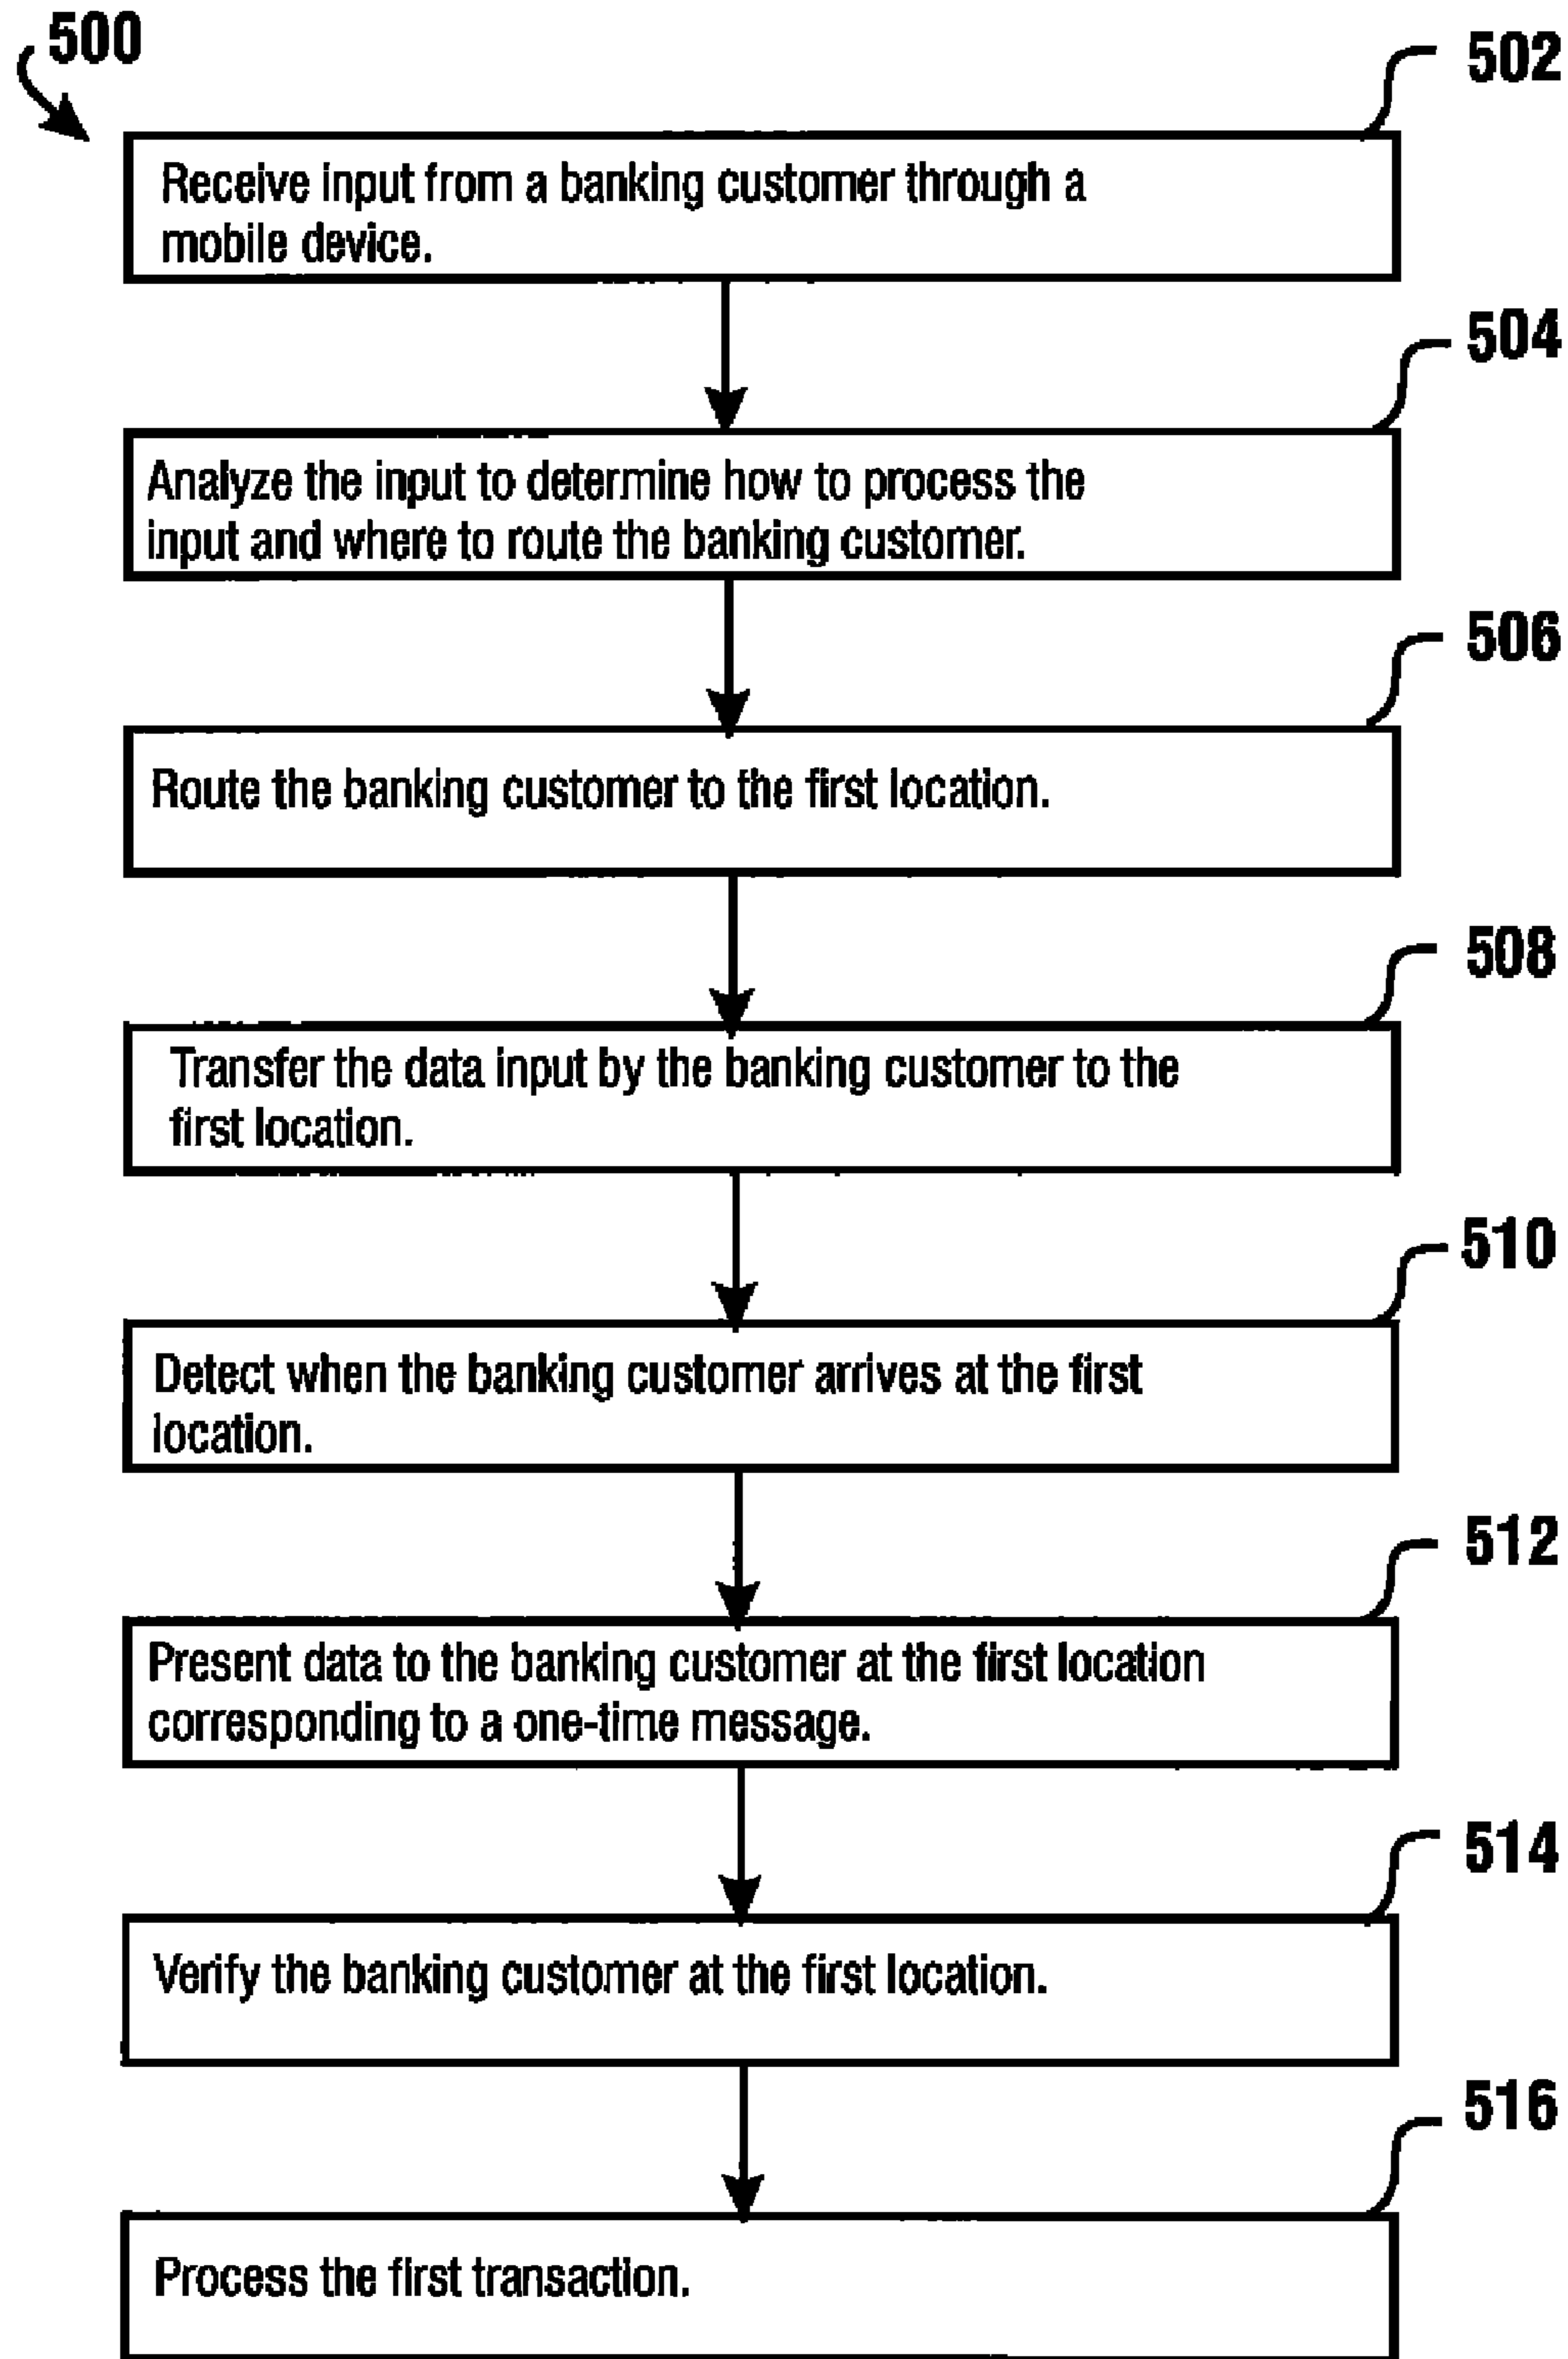 500
502
Receive input from a banking customer through a
mobile device.
504
Analyze the input to determine how to process the
input and where to route the banking customer.
506
Route the banking customer to the first location.
508
Transfer the data input by the banking customer to the
first location.
510
Detect when the banking customer arrives at the first
location.
512
Present data to the banking customer at the first location
corresponding to a one-time message.
514
Verify the banking customer at the first location.
516
Process the first transaction.